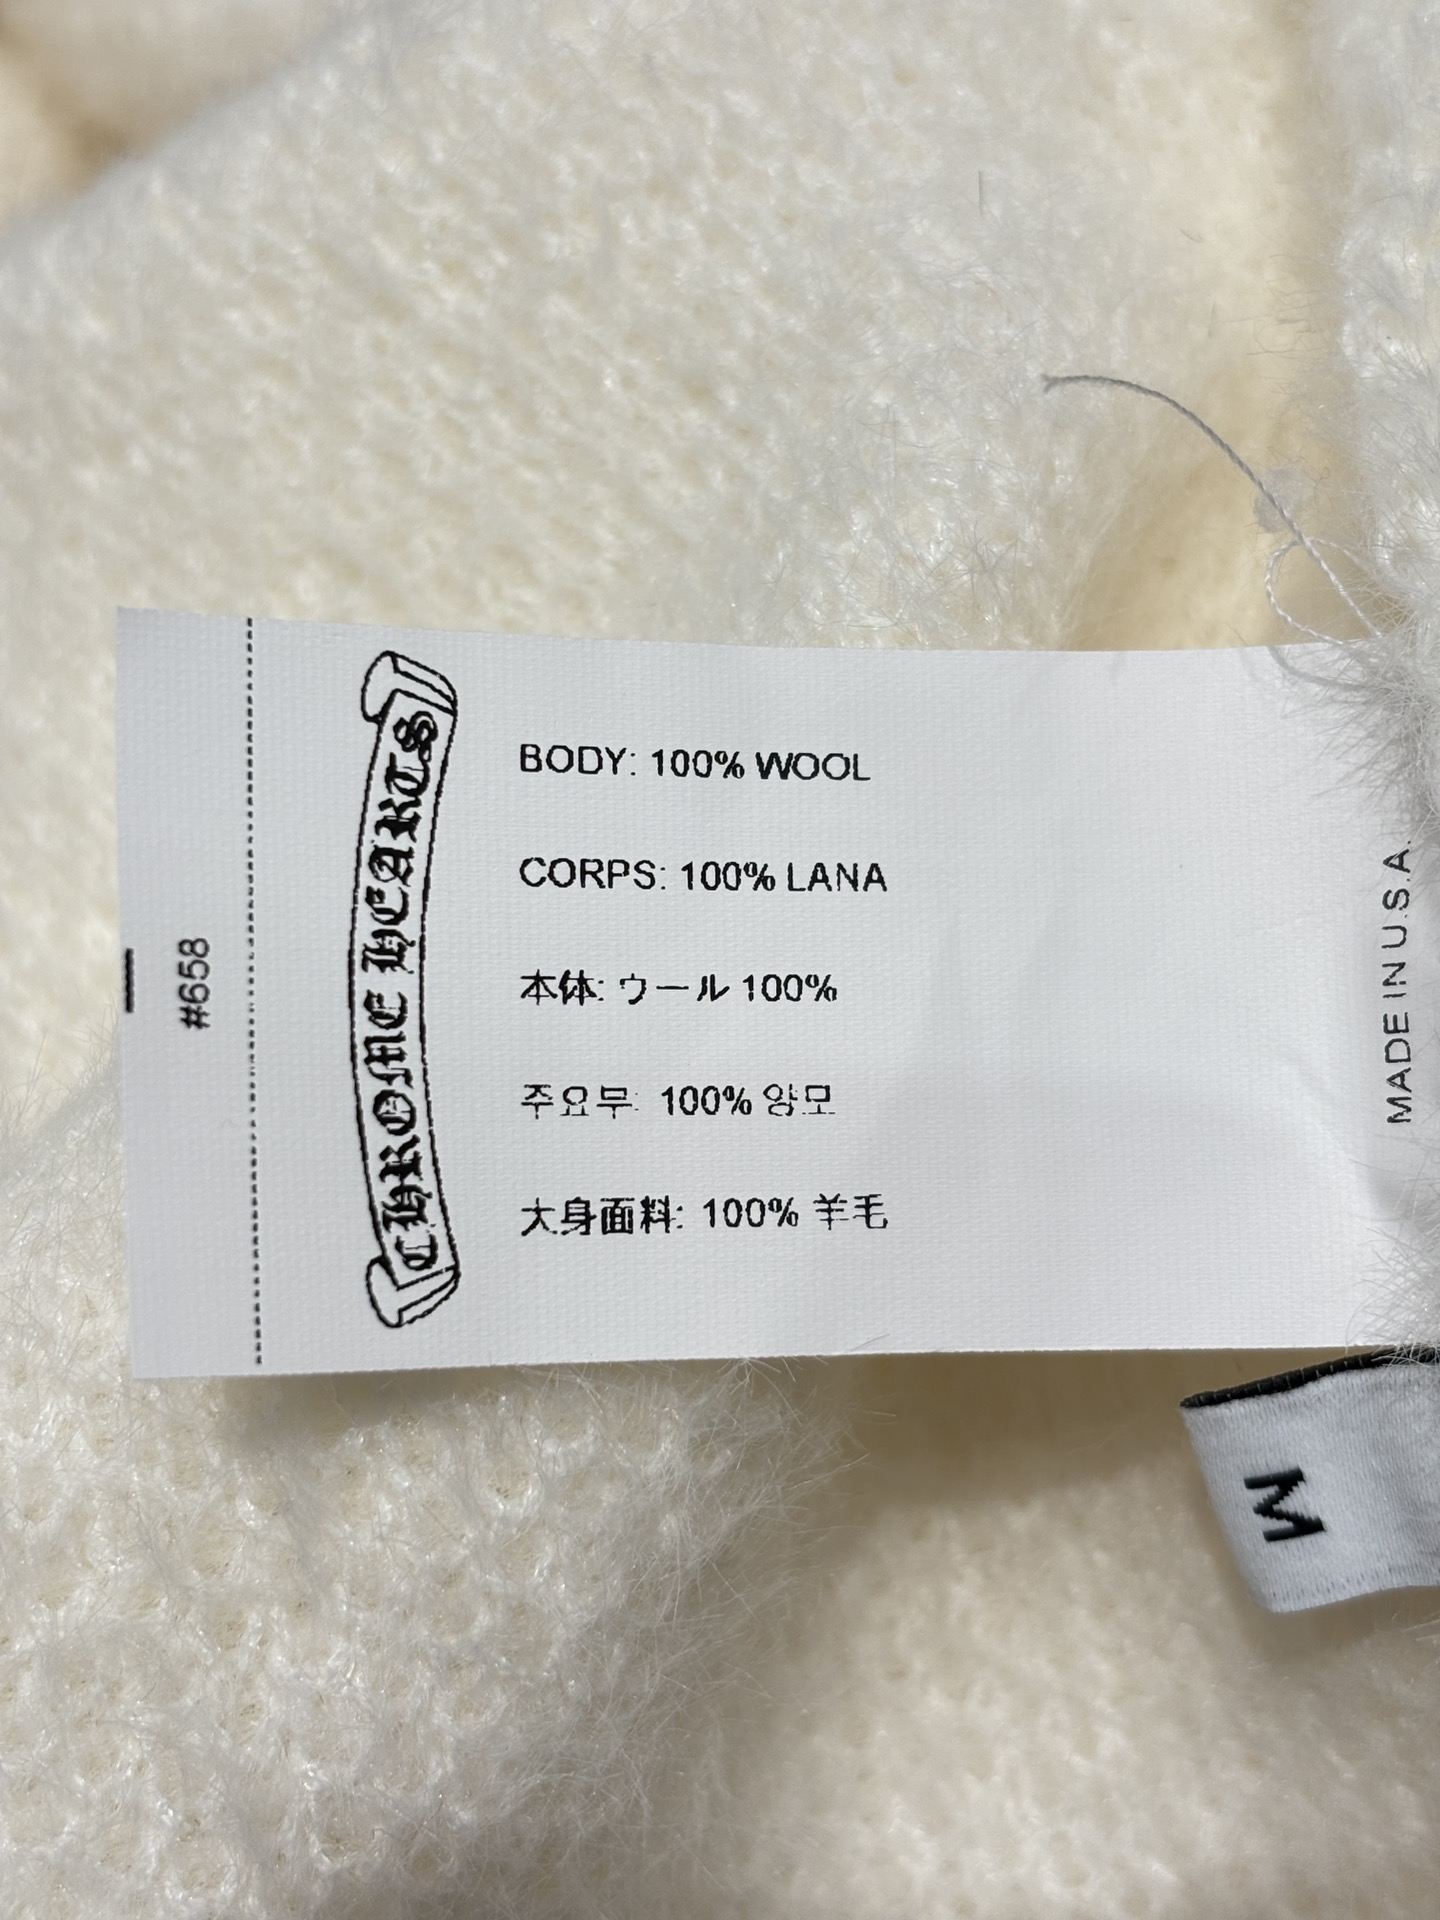 #658
CHROME HEARTS
BODY: 100% WOOL
CORPS: 100% LANA
本体: ウール 100%
주요무: 100% 양모
大身面料: 100% 羊毛
MADE IN U.S.A.
M